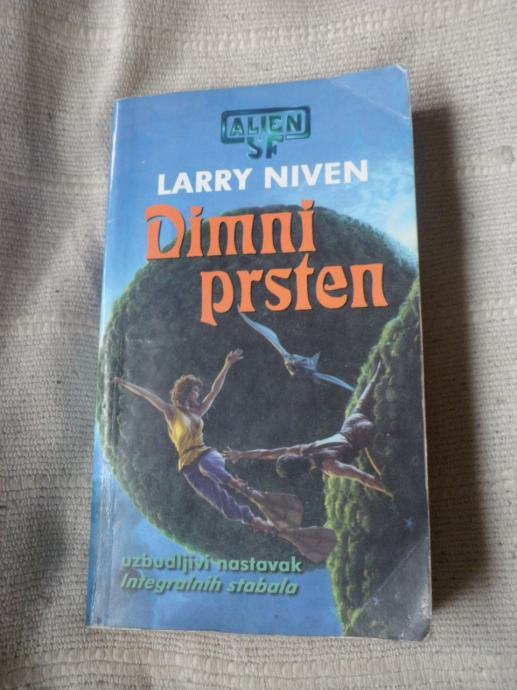 ALIEN
SF
LARRY NIVEN
Dimni
prsten
uzbudljivi nastavak
Integralnih stabala